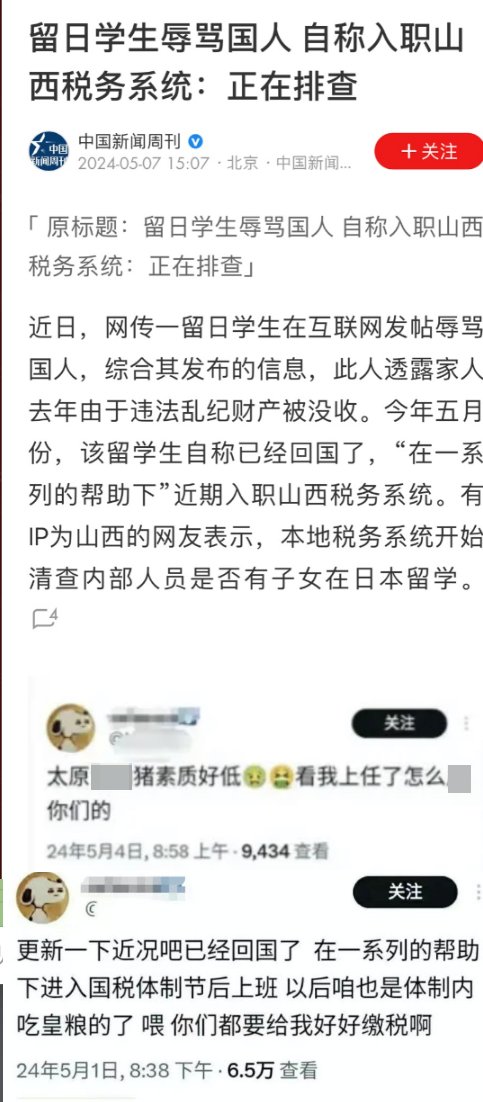 留日学生辱骂国人 自称入职山
西税务系统：正在排查
中国
新闻周刊
中国新闻周刊
2024-05-07 15:07 · 北京 · 中国新闻...
＋关注
「 原标题：留日学生辱骂国人 自称入职山西
税务系统：正在排查」
近日，网传一留日学生在互联网发帖辱骂
国人，综合其发布的信息，此人透露家人
去年由于违法乱纪财产被没收。今年五月
份，该留学生自称已经回国了，“在一系
列的帮助下”近期入职山西税务系统。有
IP为山西的网友表示，本地税务系统开始
清查内部人员是否有子女在日本留学。
4
@
关注
太原 猪素质好低🤢🤮看我上任了怎么
你们的
24年5月4日, 8:58 上午 · 9,434 查看
关注
更新一下近况吧已经回国了 在一系列的帮助
下进入国税体制节后上班 以后咱也是体制内
吃皇粮的了 喂 你们都要给我好好缴税啊
24年5月1日, 8:38 下午 · 6.5万 查看